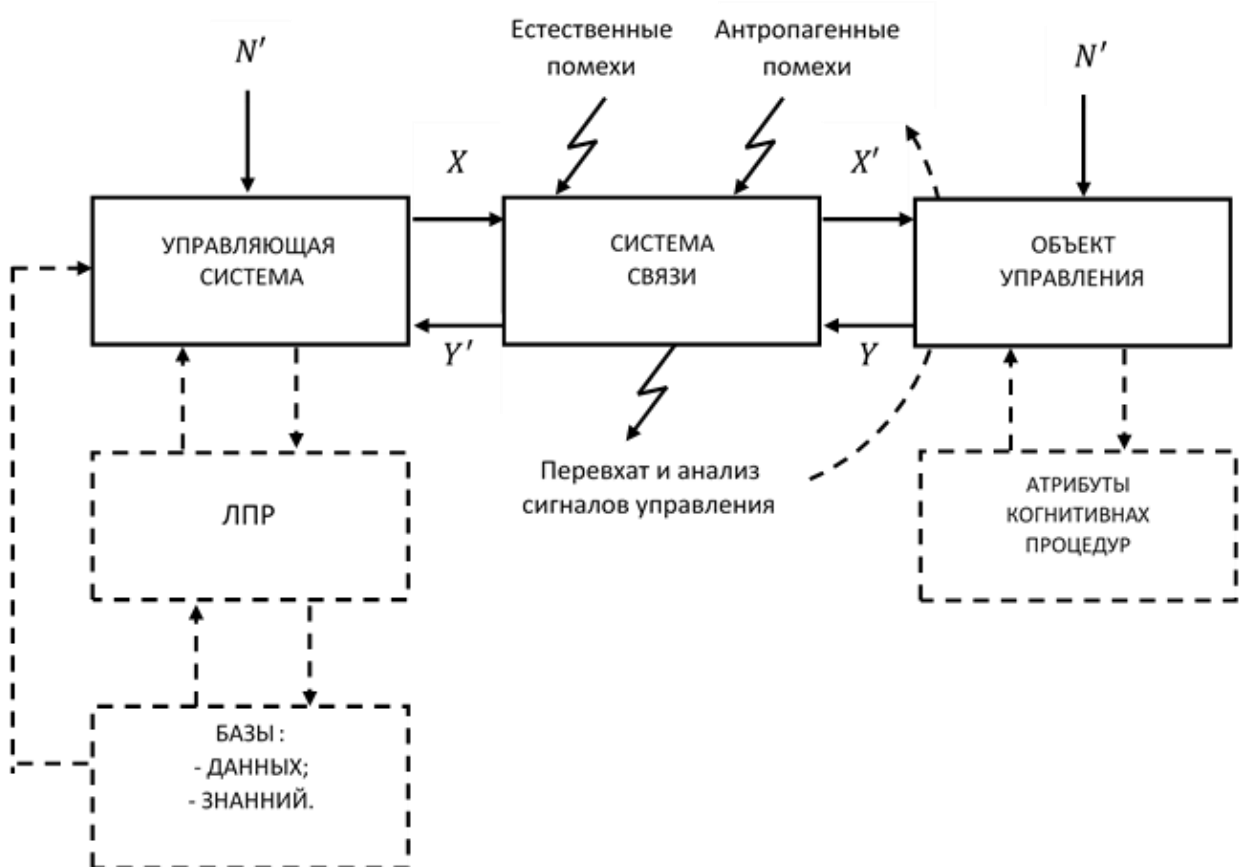 Естественные
помехи
Антропагенные
помехи
N′
N′
X
X′
УПРАВЛЯЮЩАЯ
СИСТЕМА
СИСТЕМА
СВЯЗИ
ОБЪЕКТ
УПРАВЛЕНИЯ
Y′
Y
Перевхат и анализ
сигналов управления
ЛПР
АТРИБУТЫ
КОГНИТИВНАХ
ПРОЦЕДУР
БАЗЫ :
- ДАННЫХ;
- ЗНАННИЙ.